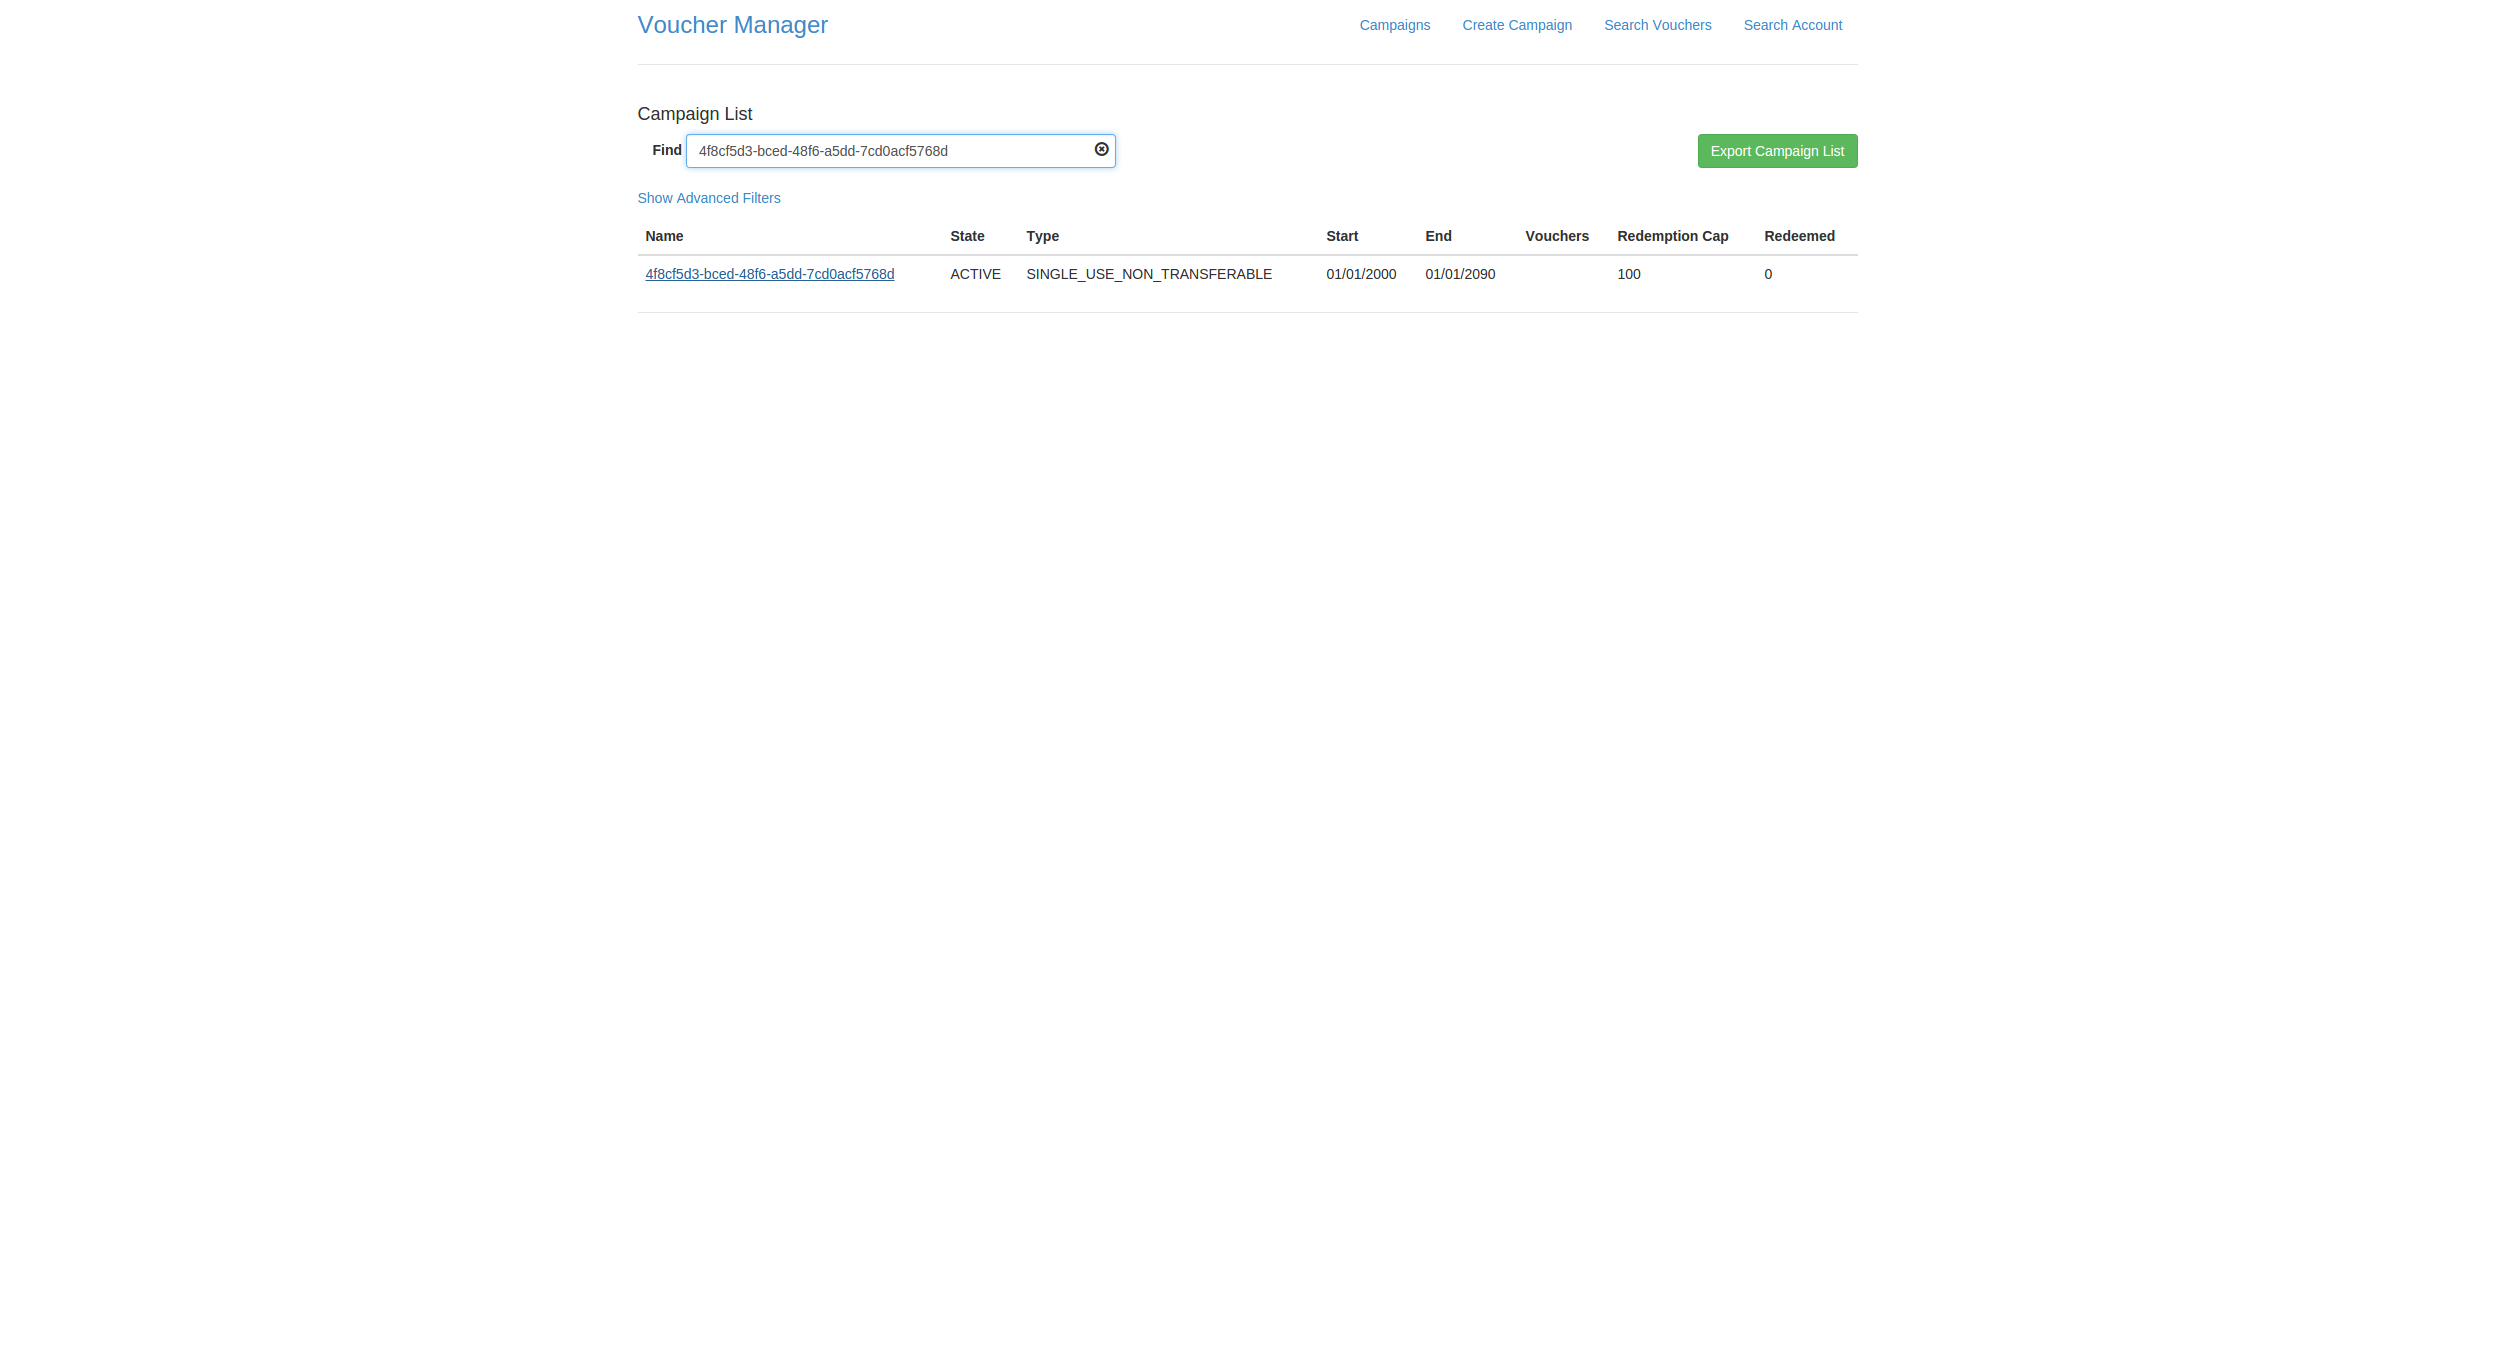 Voucher Manager Campaigns Create Campaign Search Vouchers Search Account
Campaign List
Find 4f8cf5d3-bced-48f6-a5dd-7cd0acf5768d Export Campaign List
Show Advanced Filters
Name State Type Start End Vouchers Redemption Cap Redeemed
4f8cf5d3-bced-48f6-a5dd-7cd0acf5768d ACTIVE SINGLE_USE_NON_TRANSFERABLE 01/01/2000 01/01/2090 100 0